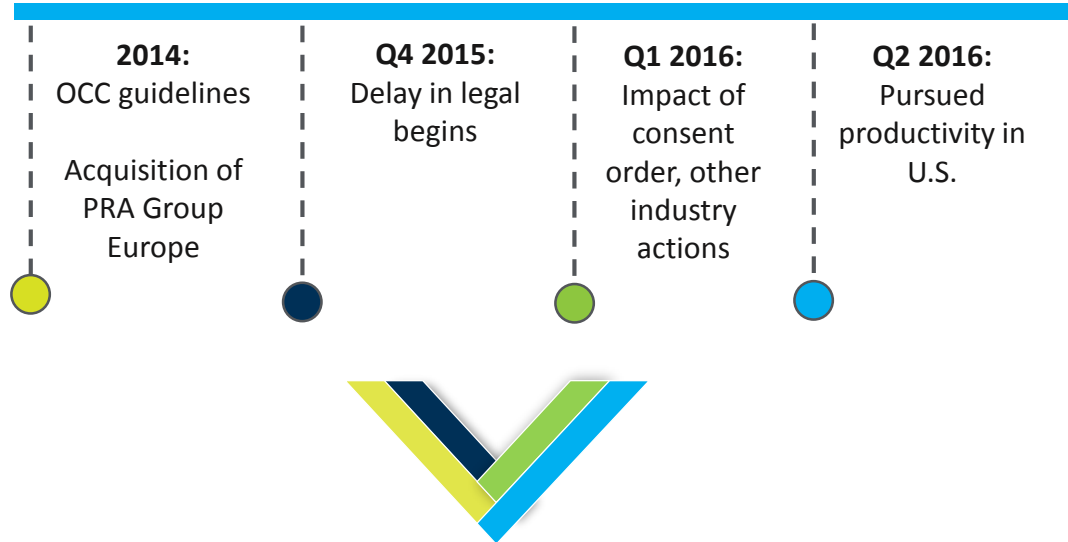 2014:
OCC guidelines
Acquisition of
PRA Group
Europe
Q4 2015:
Delay in legal
begins
Q1 2016:
Impact of
consent
order, other
industry
actions
Q2 2016:
Pursued
productivity in
U.S.